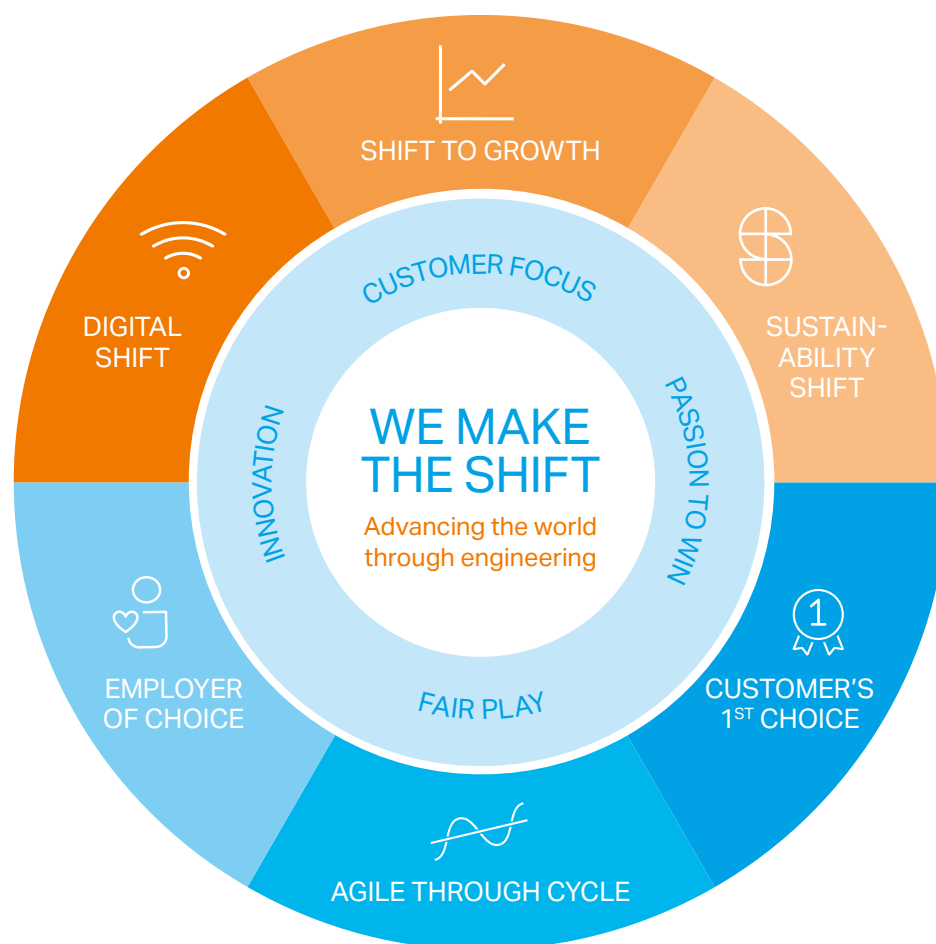 SHIFT TO GROWTH
DIGITAL
SHIFT
SUSTAIN-
ABILITY
SHIFT
CUSTOMER FOCUS
INNOVATION
PASSION TO WIN
WE MAKE
THE SHIFT
Advancing the world
through engineering
FAIR PLAY
EMPLOYER
OF CHOICE
1
CUSTOMER'S
1ST CHOICE
AGILE THROUGH CYCLE